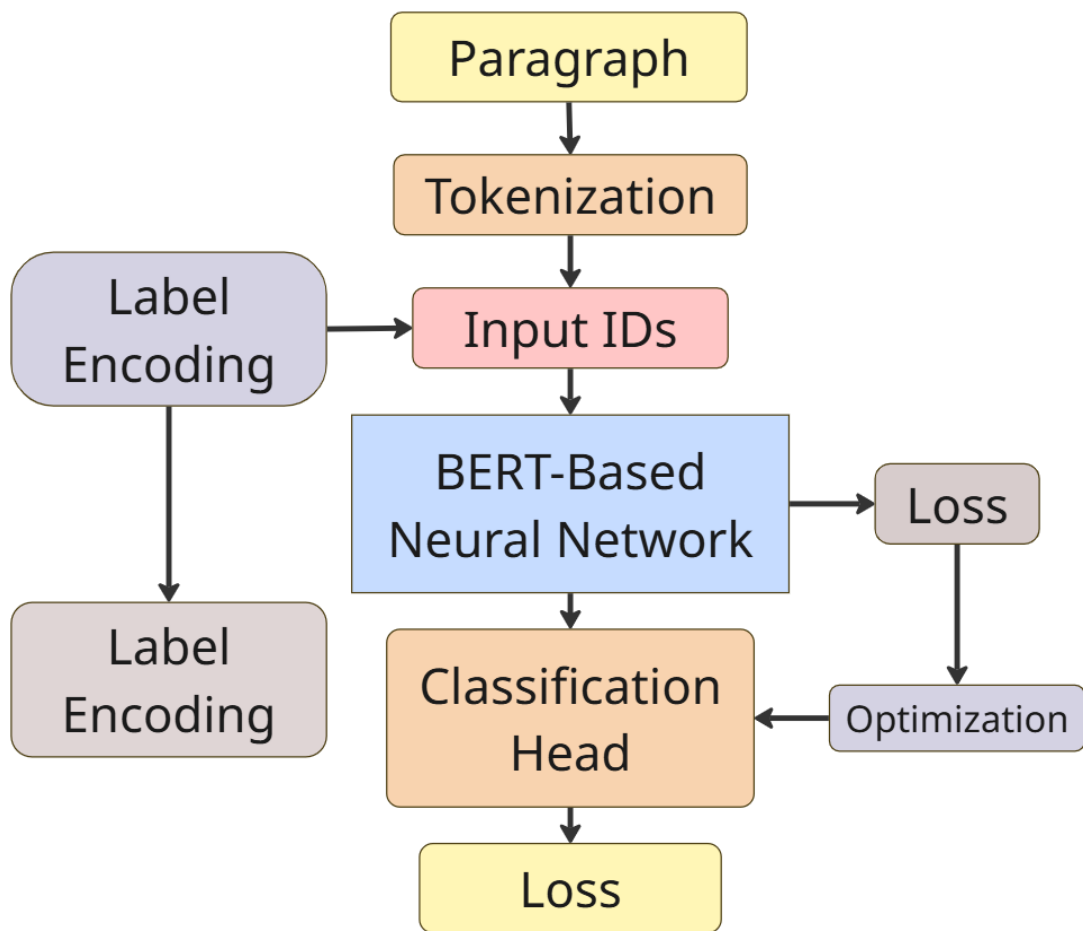 Paragraph
Tokenization
Label
Encoding
Input IDs
BERT-Based
Neural Network
Loss
Label
Encoding
Classification
Head
Optimization
Loss